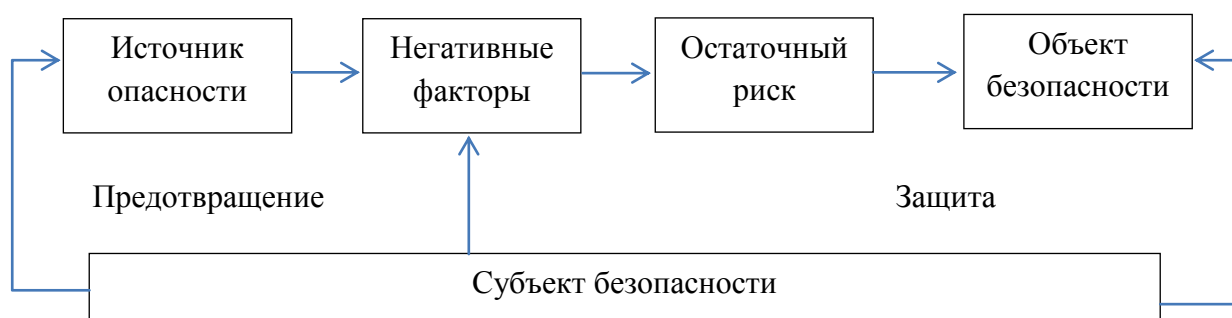 Источник
опасности
Негативные
факторы
Остаточный
риск
Объект
безопасности
Предотвращение
Защита
Субъект безопасности